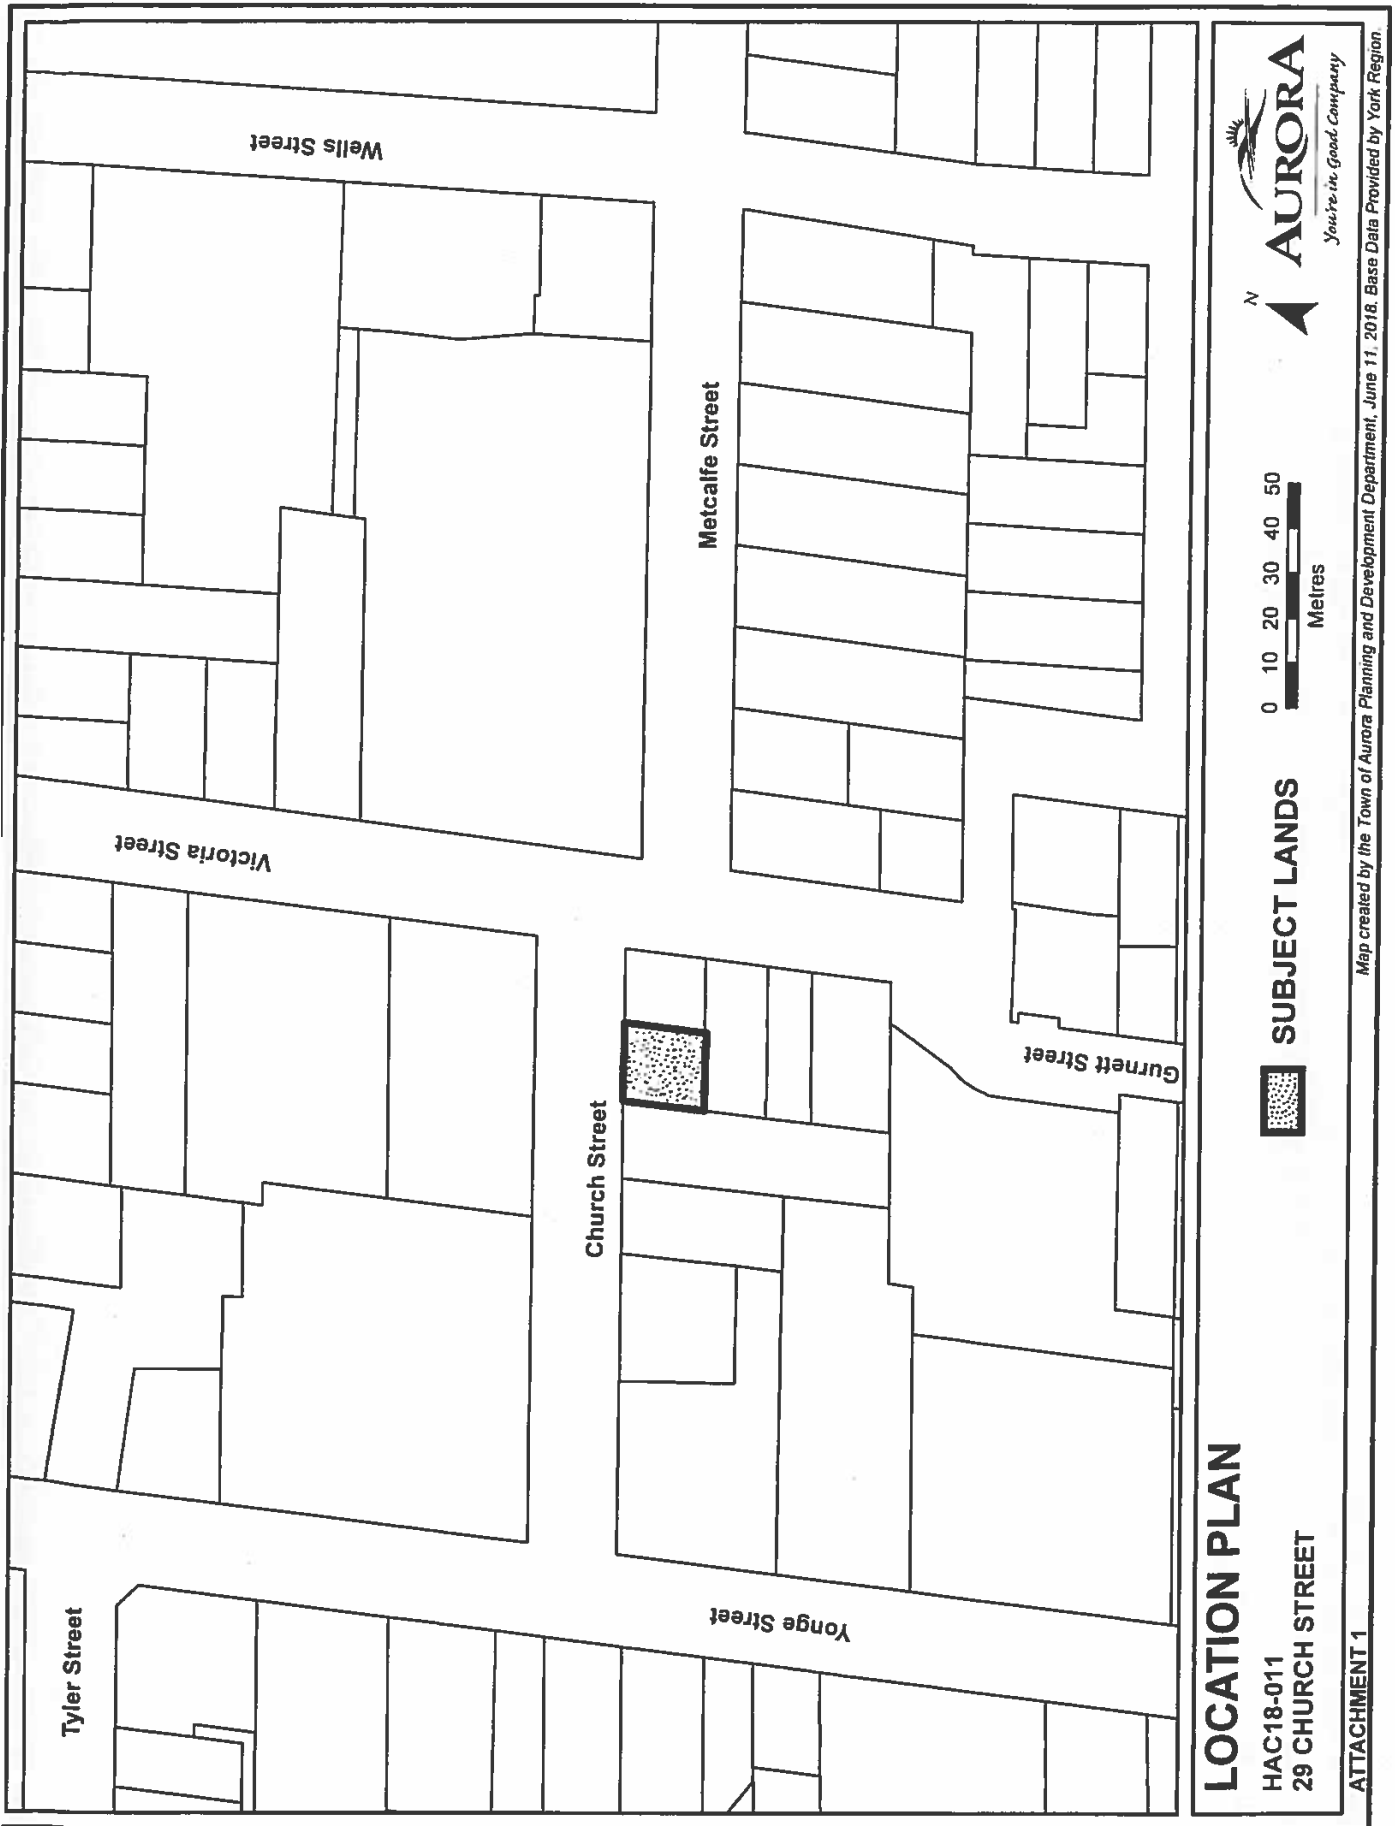 Tyler Street
Yonge Street
Church Street
Victoria Street
Gurnett Street
Metcalfe Street
Wells Street
LOCATION PLAN
HAC18-011
29 CHURCH STREET
SUBJECT LANDS
0 10 20 30 40 50
Metres
N
AURORA
You're in Good Company
ATTACHMENT 1
Map created by the Town of Aurora Planning and Development Department, June 11, 2018. Base Data Provided by York Region.